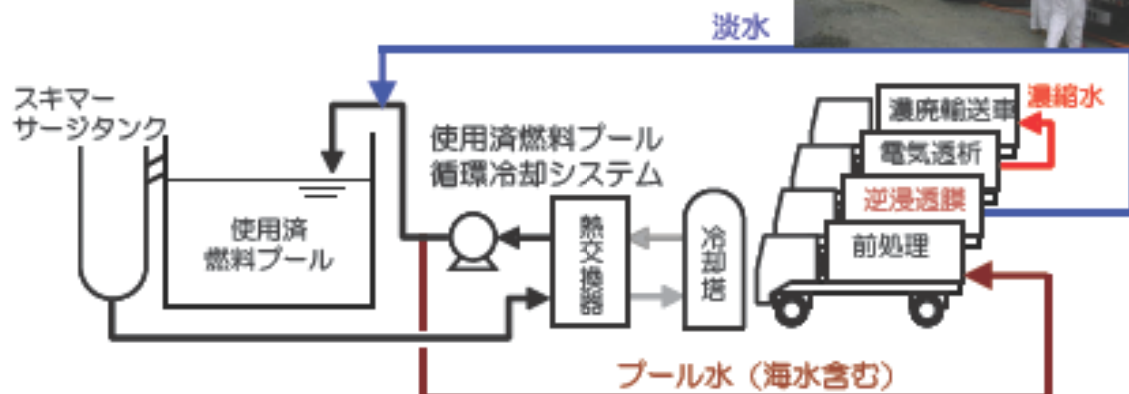 淡水
スキマー
サージタンク
使用済燃料プール
循環冷却システム
使用済
燃料プール
熱交換器
冷却塔
濃廃輸送車
濃縮水
電気透析
逆浸透膜
前処理
プール水（海水含む）